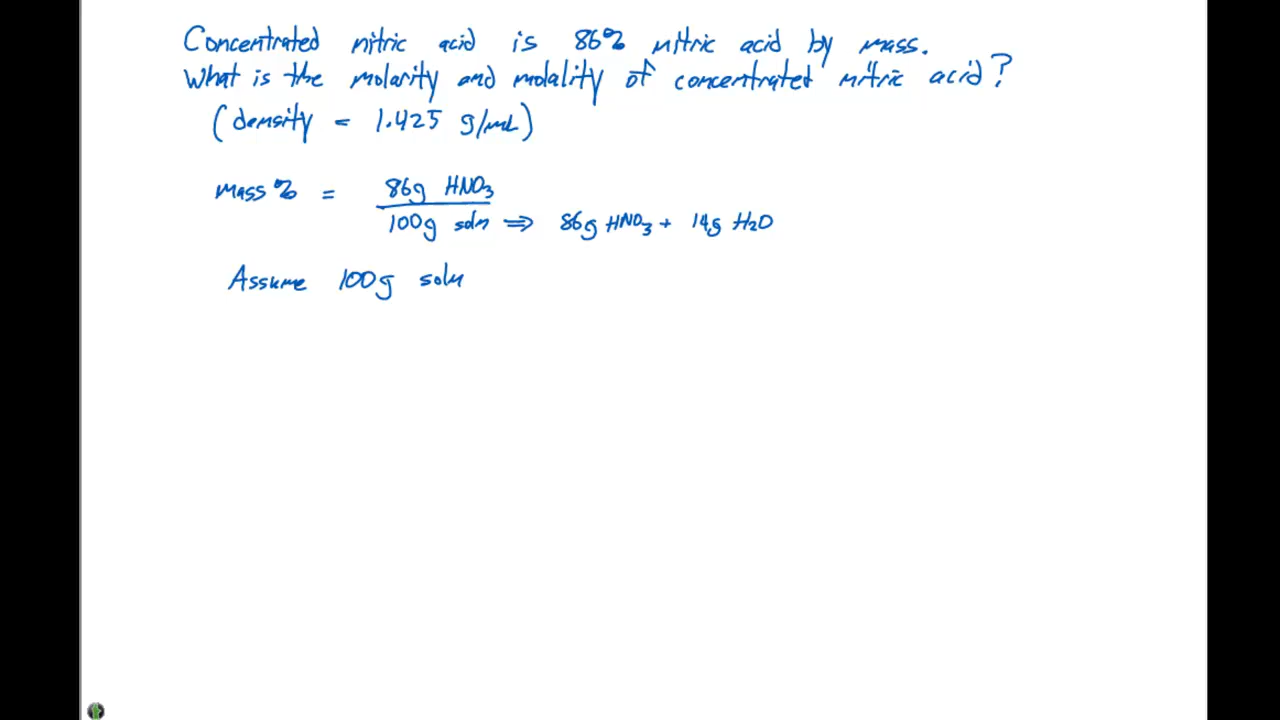 Concentrated nitric acid is 86% nitric acid by mass.
What is the molarity and molality of concentrated nitric acid?
(density = 1.425 g/mL)
mass % = 86g HNO₃
100g soln ⇒ 86g HNO₃ + 14g H₂O
Assume 100g soln